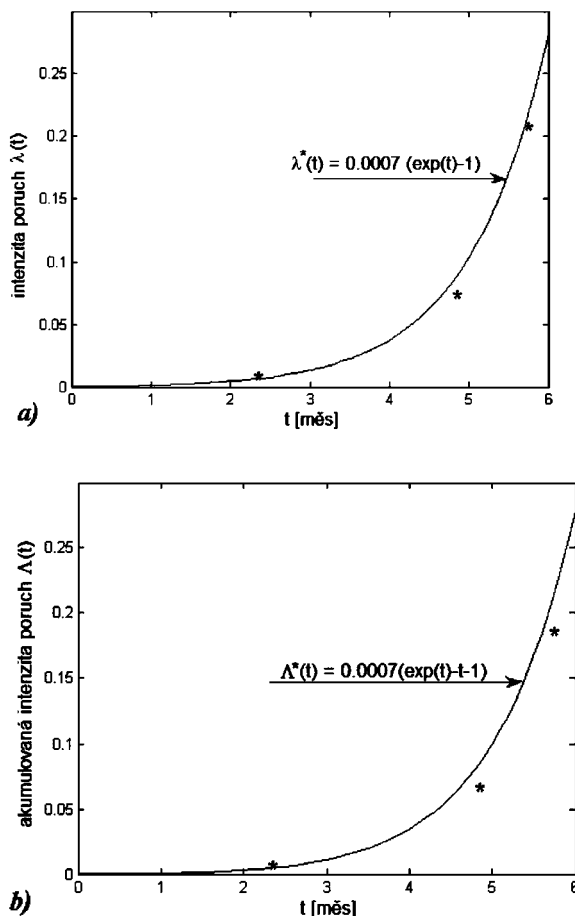 0.25
0.2
0.15
0.1
0.05
0
intenzita poruch λ(t)
λ*(t) = 0.0007 (exp(t)-1)
0 1 2 3 4 5 6
t [měs]
a)
0.25
0.2
0.15
0.1
0.05
0
akumulovaná intenzita poruch Λ(t)
Λ*(t) = 0.0007(exp(t)-t-1)
0 1 2 3 4 5 6
t [měs]
b)